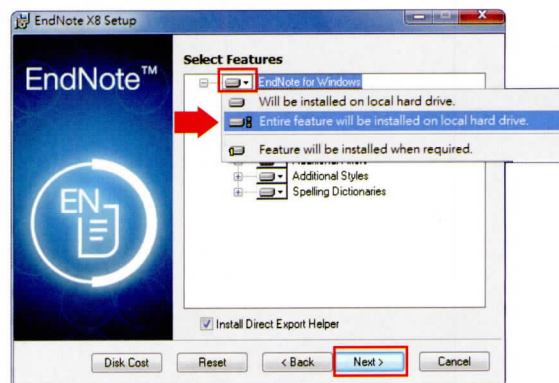 EndNote X8 Setup
EndNote™
Select Features
EndNote for Windows
Will be installed on local hard drive.
Entire feature will be installed on local hard drive.
Feature will be installed when required.
Additional Styles
Spelling Dictionaries
EN
Install Direct Export Helper
Disk Cost
Reset
< Back
Next >
Cancel